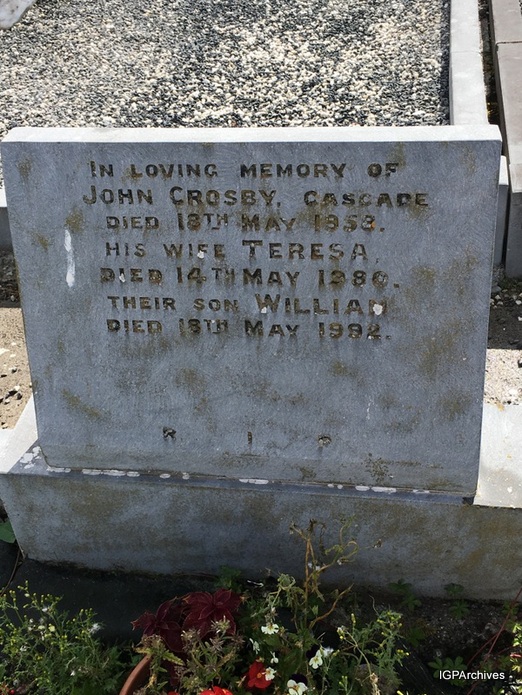 IN LOVING MEMORY OF
JOHN CROSBY, CASCADE
DIED 18TH MAY 1958.
HIS WIFE TERESA,
DIED 14TH MAY 1980.
THEIR SON WILLIAM
DIED 18TH MAY 1992.
R I P
IGPArchives